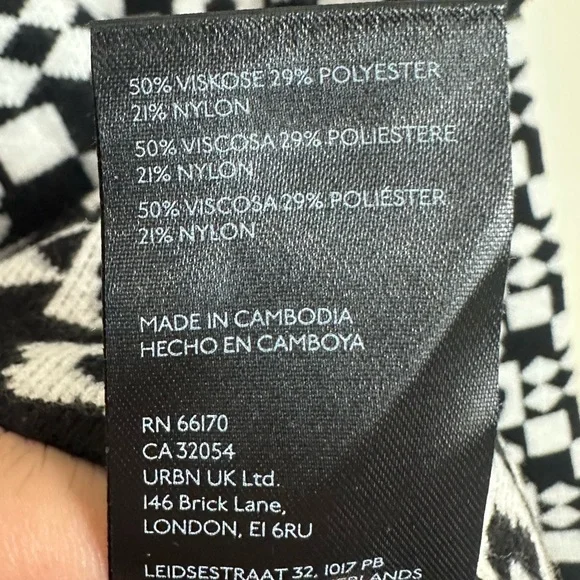 50% VISKOSE 29% POLYESTER
21% NYLON
50% VISCOSA 29% POLIESTERE
21% NYLON
50% VISCOSA 29% POLIÉSTER
21% NYLON
MADE IN CAMBODIA
HECHO EN CAMBOYA
RN 66170
CA 32054
URBN UK Ltd.
146 Brick Lane,
LONDON, E1 6RU
LEIDSESTRAAT 32, 1017 PB